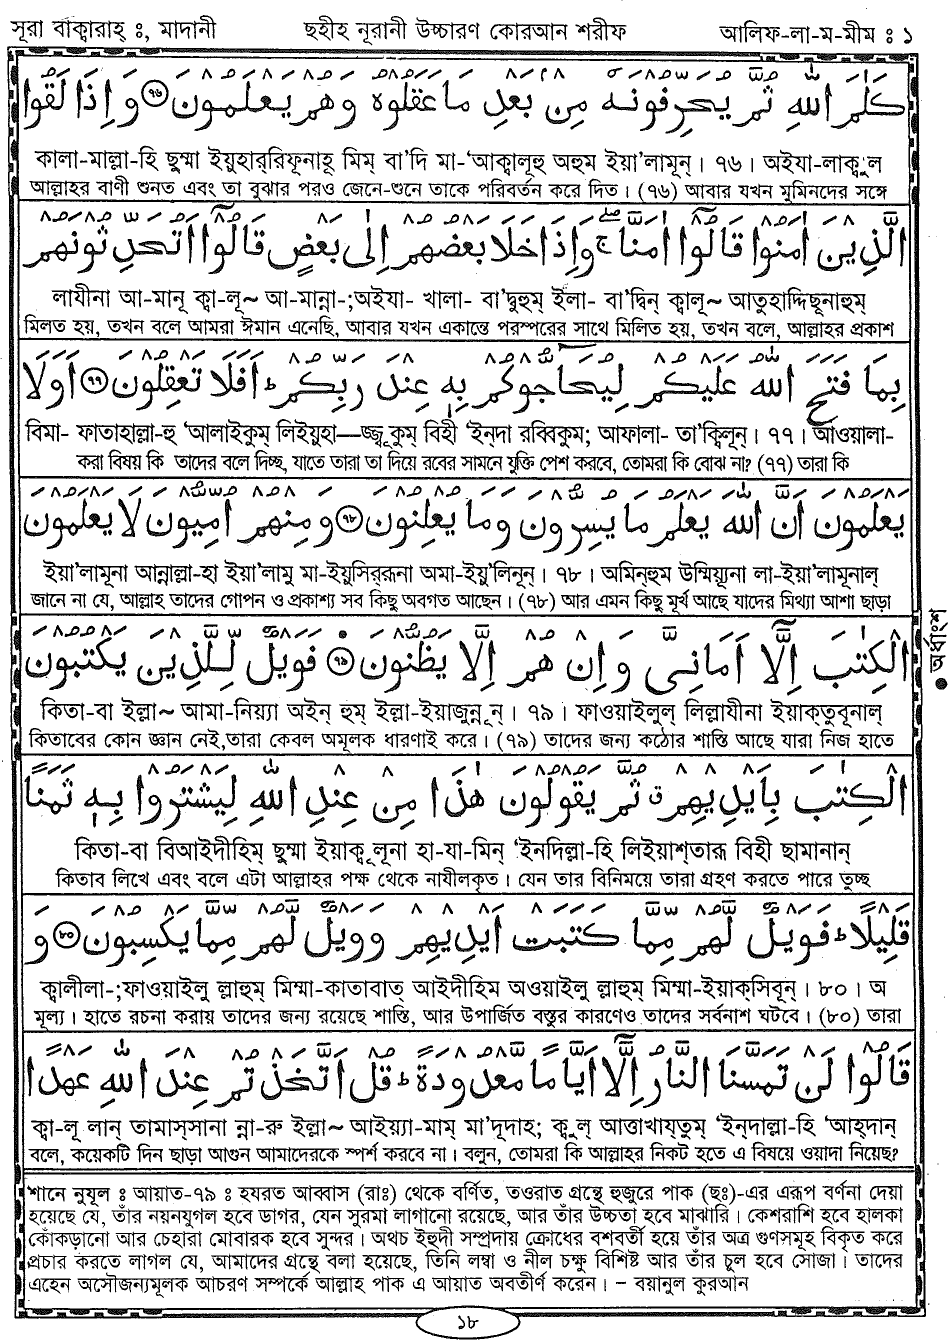 সূরা বাক্বারাহ্ ঃ, মাদানী ছহীহ নূরানী উচ্চারণ কোরআন শরীফ আলিফ-লা-ম-মীম ঃ ১
كَلٰمَ اللّٰهِ ثُمَّ يُحَرِّفُوْنَهٗ مِنْۢ بَعْدِ مَا عَقَلُوْهُ وَهُمْ يَعْلَمُوْنَ ﴿৭৬﴾ وَ اِذَا لَقُوا
কালা-মাল্লা-হি ছুম্মা ইয়ুহার্‌রিফূনাহূ মিম্ বা'দি মা-'আক্বালূহু অহুম ইয়া'লামূন্। ৭৬। অইযা-লাক্বুল
আল্লাহর বাণী শুনত এবং তা বুঝার পরও জেনে-শুনে তাকে পরিবর্তন করে দিত। (৭৬) আবার যখন মুমিনদের সঙ্গে
الَّذِيْنَ اٰمَنُوْا قَالُوْۤا اٰمَنَّا ۖۚ وَاِذَا خَلَا بَعْضُهُمْ اِلٰى بَعْضٍ قَالُوْۤا اَتُحَدِّثُوْنَهُمْ
লাযীনা আ-মানূ ক্বা-লূ~ আ-মান্না-;অইযা- খালা- বা'দ্বুহুম্ ইলা- বা'দ্বিন্ ক্বালূ~ আতুহাদ্দিছূনাহুম্
মিলত হয়, তখন বলে আমরা ঈমান এনেছি, আবার যখন একান্তে পরস্পরের সাথে মিলিত হয়, তখন বলে, আল্লাহর প্রকাশ
بِمَا فَتَحَ اللّٰهُ عَلَيْكُمْ لِيُحَآجُّوْكُمْ بِهٖ عِنْدَ رَبِّكُمْ ؕ اَفَلَا تَعْقِلُوْنَ ﴿৭৭﴾ اَوَلَا
বিমা- ফাতাহাল্লা-হু 'আলাইকুম্ লিইয়ুহা—জ্জূকুম্ বিহী 'ইন্‌দা রব্বিকুম; আফালা- তা'ক্বিলূন্। ৭৭। আওয়ালা-
করা বিষয় কি তাদের বলে দিচ্ছ, যাতে তারা তা দিয়ে রবের সামনে যুক্তি পেশ করবে, তোমরা কি বোঝ না? (৭৭) তারা কি
يَعْلَمُوْنَ اَنَّ اللّٰهَ يَعْلَمُ مَا يُسِرُّوْنَ وَمَا يُعْلِنُوْنَ ﴿৭৮﴾ وَمِنْهُمْ اُمِّيُّوْنَ لَا يَعْلَمُوْنَ
ইয়া'লামূনা আন্নাল্লা-হা ইয়া'লামু মা-ইয়ুসির্‌রূনা অমা-ইয়ু'লিনূন্। ৭৮। অমিন্‌হুম উম্মিয়্যূনা লা-ইয়া'লামূনাল্
জানে না যে, আল্লাহ তাদের গোপন ও প্রকাশ্য সব কিছু অবগত আছেন। (৭৮) আর এমন কিছু মূর্খ আছে যাদের মিথ্যা আশা ছাড়া
الْكِتٰبَ اِلَّاۤ اَمَانِيَّ وَاِنْ هُمْ اِلَّا يَظُنُّوْنَ ﴿৭৯﴾ فَوَيْلٌ لِّلَّذِيْنَ يَكْتُبُوْنَ
কিতা-বা ইল্লা~ আমা-নিয়্যা অইন্ হুম্ ইল্লা-ইয়াজুন্নূন্। ৭৯। ফাওয়াইলুল্ লিল্লাযীনা ইয়াক্‌তুবূনাল্
কিতাবের কোন জ্ঞান নেই,তারা কেবল অমূলক ধারণাই করে। (৭৯) তাদের জন্য কঠোর শাস্তি আছে যারা নিজ হাতে
● অর্ধাংশ
الْكِتٰبَ بِاَيْدِيْهِمْ ۗ ثُمَّ يَقُوْلُوْنَ هٰذَا مِنْ عِنْدِ اللّٰهِ لِيَشْتَرُوْا بِهٖ ثَمَنًا
কিতা-বা বিআইদীহিম্ ছুম্মা ইয়াক্বূলূনা হা-যা-মিন্ 'ইনদিল্লা-হি লিইয়াশ্‌তারূ বিহী ছামানান্
কিতাব লিখে এবং বলে এটা আল্লাহর পক্ষ থেকে নাযীলকৃত। যেন তার বিনিময়ে তারা গ্রহণ করতে পারে তুচ্ছ
قَلِيْلًا ؕ فَوَيْلٌ لَّهُمْ مِّمَّا كَتَبَتْ اَيْدِيْهِمْ وَوَيْلٌ لَّهُمْ مِّمَّا يَكْسِبُوْنَ ﴿৮০﴾ وَ
ক্বালীলা-;ফাওয়াইলু ল্লাহুম্ মিম্মা-কাতাবাত্ আইদীহিম অওয়াইলু ল্লাহুম্ মিম্মা-ইয়াক্‌সিবূন্। ৮০। অ
মূল্য। হাতে রচনা করায় তাদের জন্য রয়েছে শাস্তি, আর উপার্জিত বস্তুর কারণেও তাদের সর্বনাশ ঘটবে। (৮০) তারা
قَالُوْا لَنْ تَمَسَّنَا النَّارُ اِلَّاۤ اَيَّامًا مَّعْدُوْدَةً ؕ قُلْ اَتَّخَذْتُمْ عِنْدَ اللّٰهِ عَهْدًا
ক্বা-লূ লান্ তামাস্‌সানা ন্না-রু ইল্লা~ আইয়্যা-মাম্ মা'দূদাহ; ক্বুল্ আত্তাখায্‌তুম্ 'ইন্‌দাল্লা-হি 'আহ্‌দান্
বলে, কয়েকটি দিন ছাড়া আগুন আমাদেরকে স্পর্শ করবে না। বলুন, তোমরা কি আল্লাহর নিকট হতে এ বিষয়ে ওয়াদা নিয়েছ?
শানে নুযূল ঃ আয়াত-৭৯ ঃ হযরত আব্বাস (রাঃ) থেকে বর্ণিত, তওরাত গ্রন্থে হুজুরে পাক (ছঃ)-এর এরূপ বর্ণনা দেয়া
হয়েছে যে, তাঁর নয়নযুগল হবে ডাগর, যেন সুরমা লাগানো রয়েছে, আর তাঁর উচ্চতা হবে মাঝারি। কেশরাশি হবে হালকা
কোঁকড়ানো আর চেহারা মোবারক হবে সুন্দর। অথচ ইহুদী সম্প্রদায় ক্রোধের বশবর্তী হয়ে তাঁর অত্র গুণসমূহ বিকৃত করে
প্রচার করতে লাগল যে, আমাদের গ্রন্থে বলা হয়েছে, তিনি লম্বা ও নীল চক্ষু বিশিষ্ট আর তাঁর চুল হবে সোজা। তাদের
এহেন অসৌজন্যমূলক আচরণ সম্পর্কে আল্লাহ পাক এ আয়াত অবতীর্ণ করেন। – বয়ানুল কুরআন
১৮